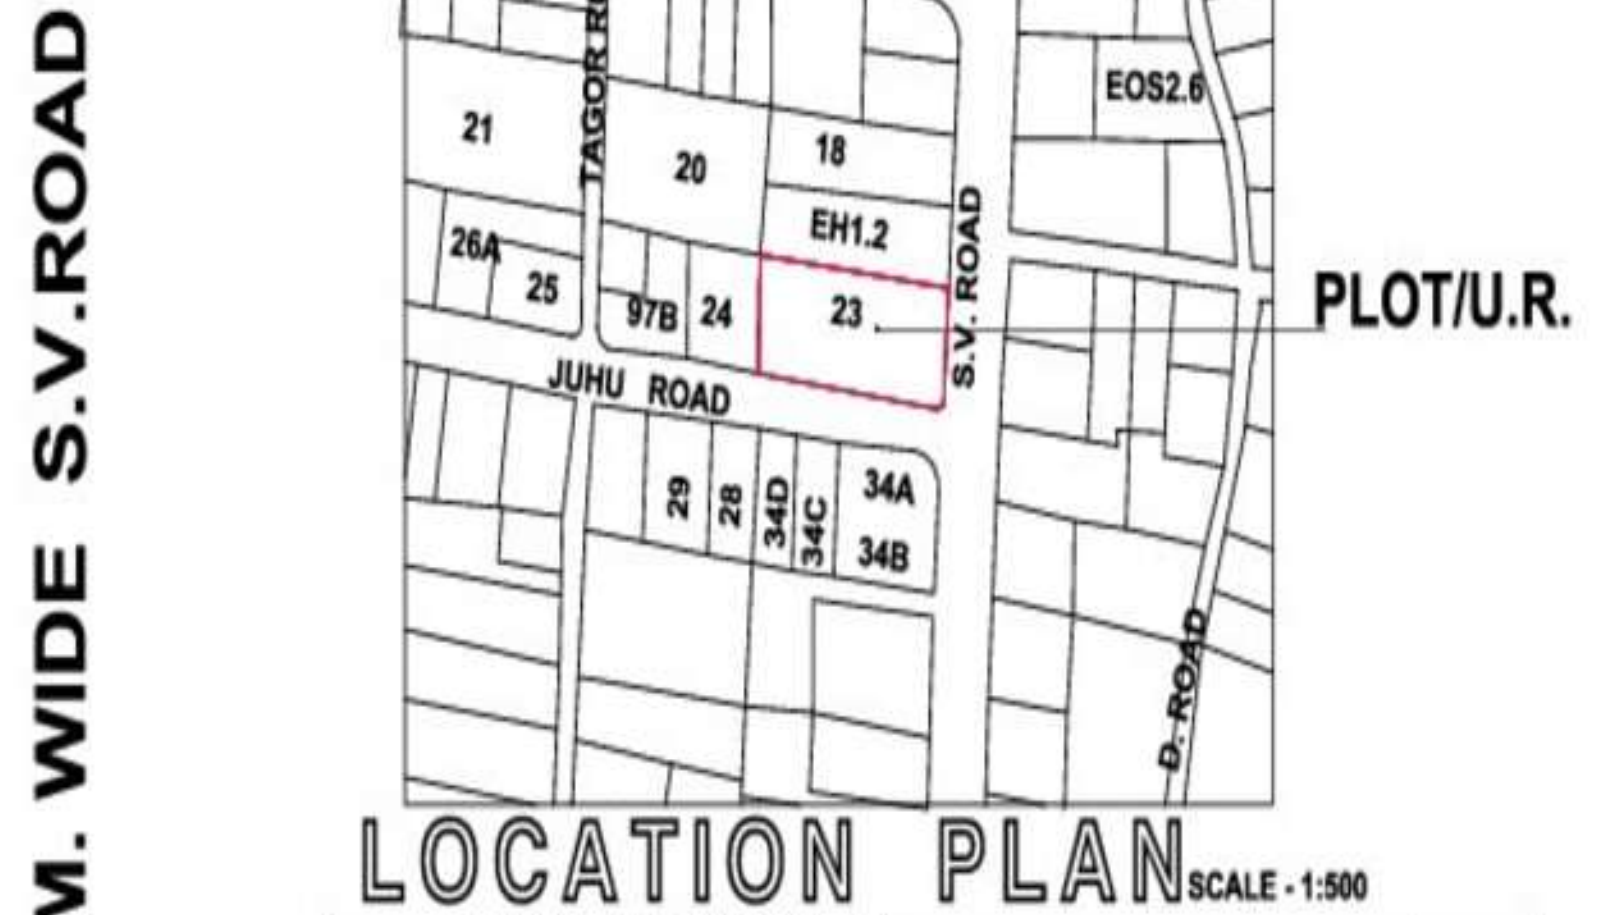 M. WIDE S.V.ROAD
TAGOR
EOS2.6
21
20
18
EH1.2
S.V. ROAD
26A
25
97B
24
23
PLOT/U.R.
JUHU ROAD
29
28
34D
34C
34A
34B
D. ROAD
LOCATION PLAN
SCALE - 1:500